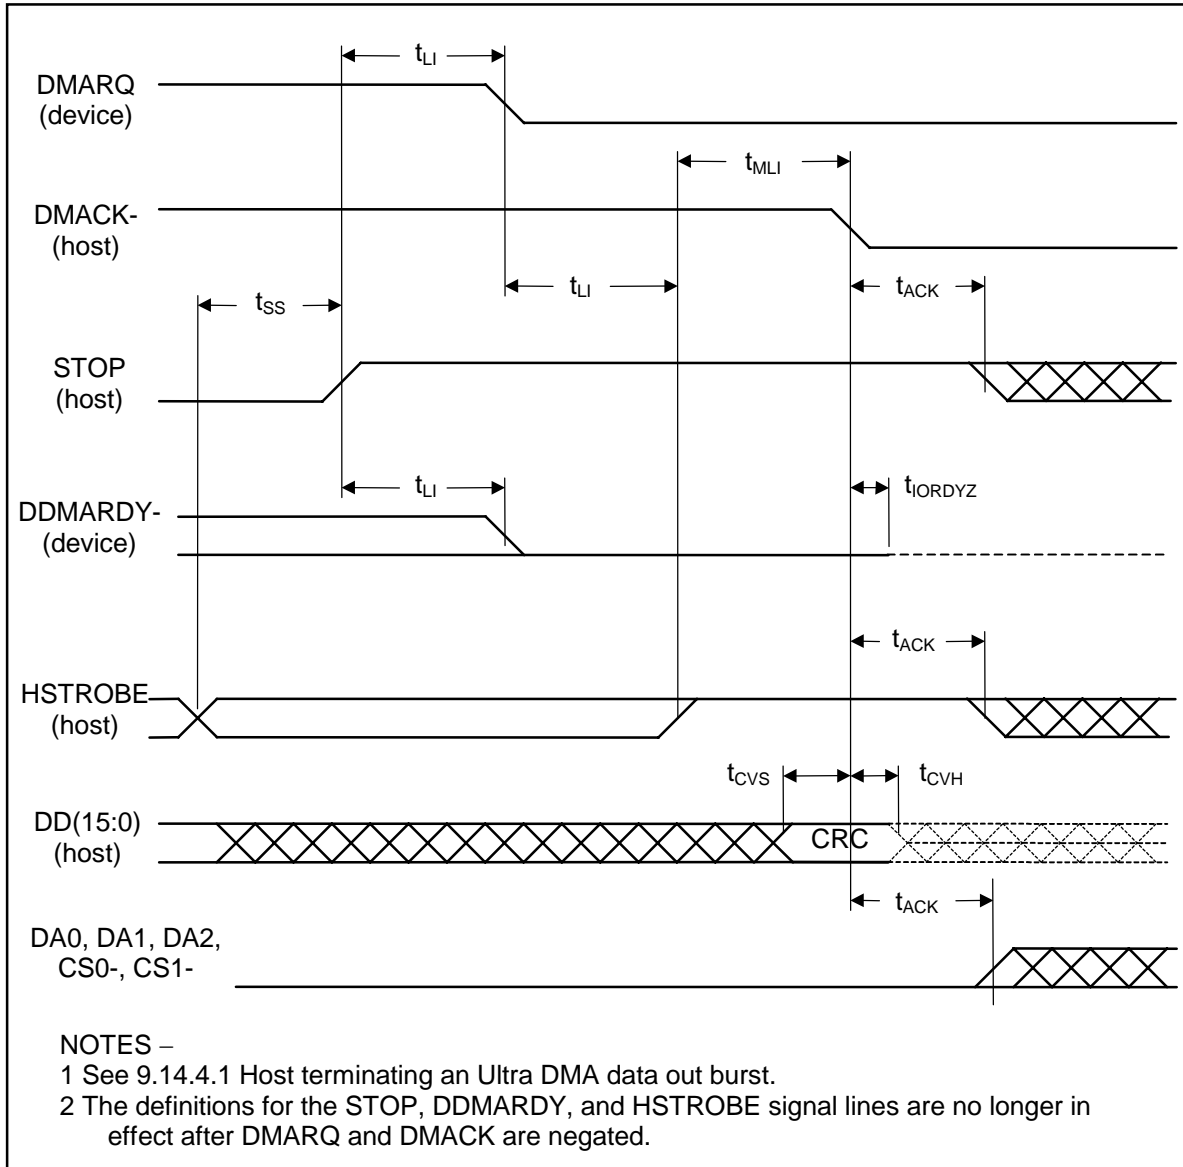 tLI
DMARQ
(device)
tMLI
DMACK-
(host)
tLI
tACK
tSS
STOP
(host)
tLI
tIORDYZ
DDMARDY-
(device)
tACK
HSTROBE
(host)
tCVS
tCVH
DD(15:0)
(host)
CRC
tACK
DA0, DA1, DA2,
CS0-, CS1-
NOTES –
1 See 9.14.4.1 Host terminating an Ultra DMA data out burst.
2 The definitions for the STOP, DDMARDY, and HSTROBE signal lines are no longer in
effect after DMARQ and DMACK are negated.